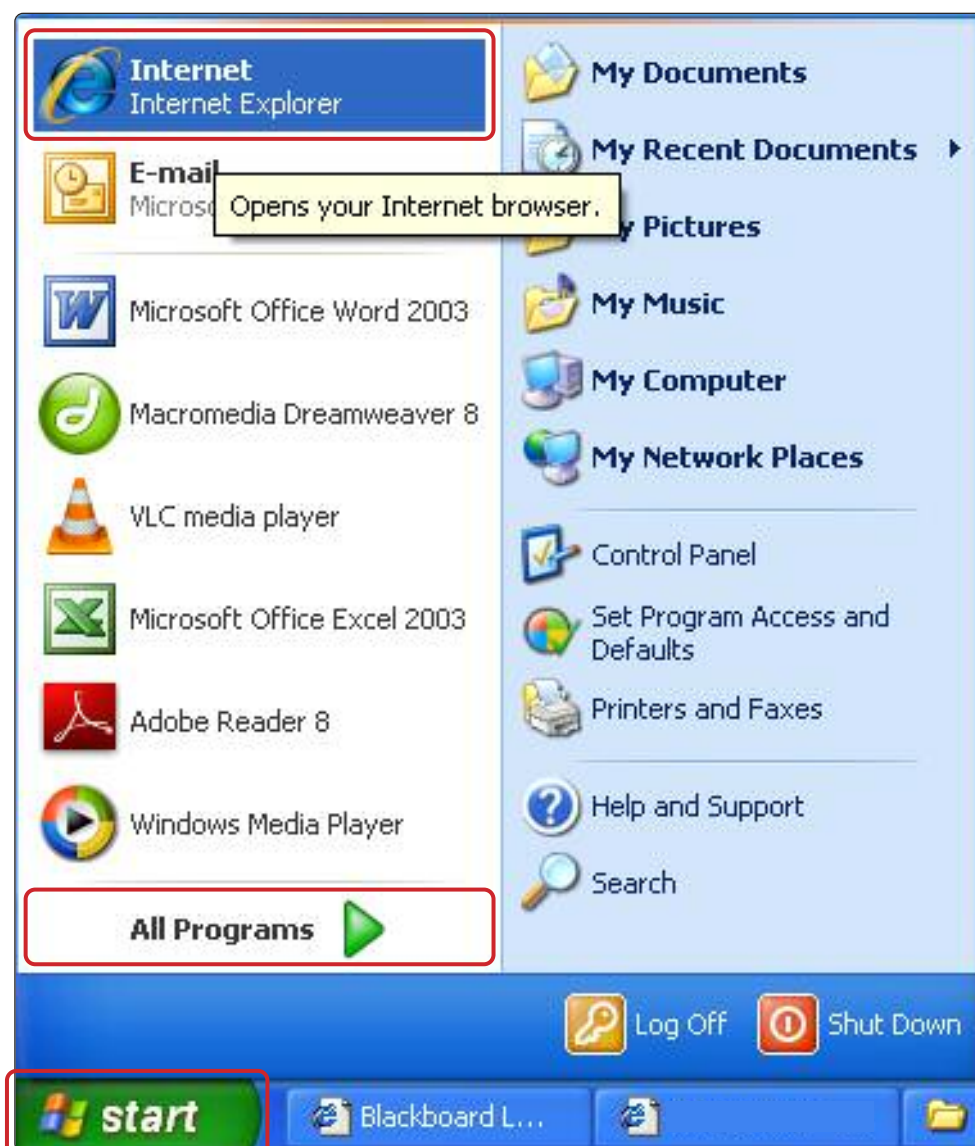 Internet
Internet Explorer
E-mail
Opens your Internet browser.
Microsoft Office Word 2003
Macromedia Dreamweaver 8
VLC media player
Microsoft Office Excel 2003
Adobe Reader 8
Windows Media Player
All Programs
My Documents
My Recent Documents
Pictures
My Music
My Computer
My Network Places
Control Panel
Set Program Access and
Defaults
Printers and Faxes
Help and Support
Search
Log Off
Shut Down
start
Blackboard L...